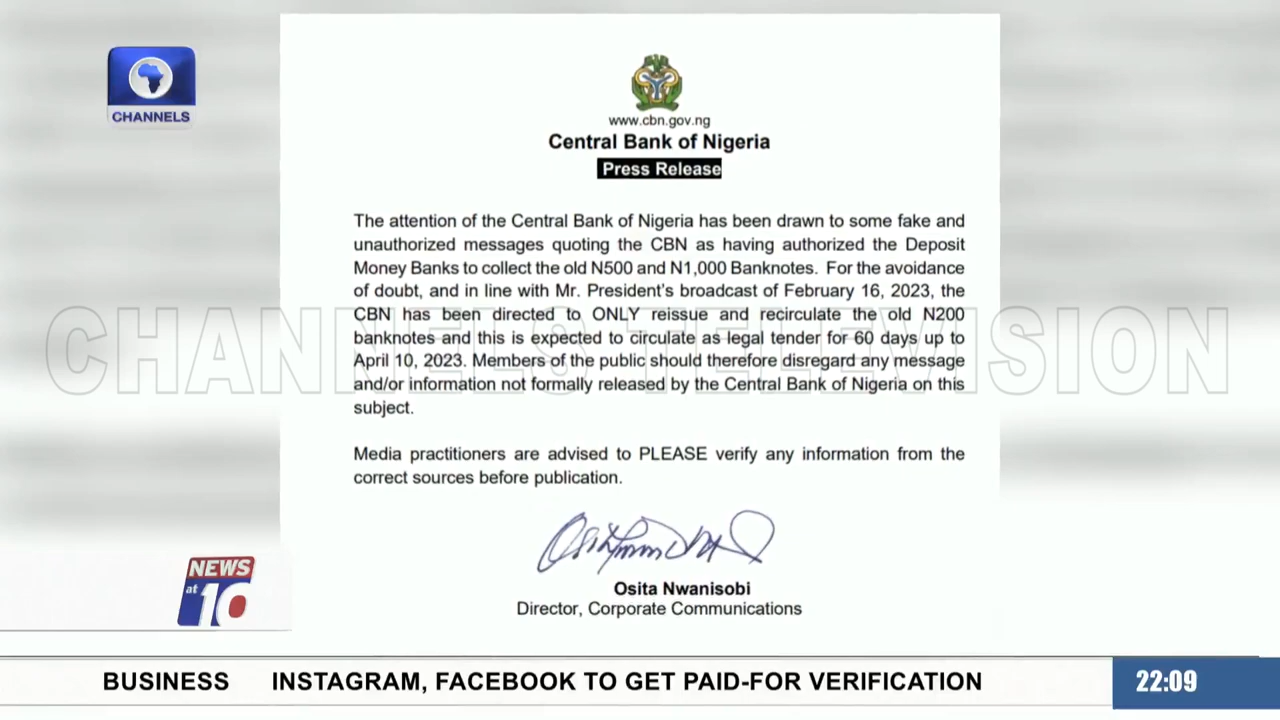 CHANNELS
www.cbn.gov.ng
Central Bank of Nigeria
Press Release
The attention of the Central Bank of Nigeria has been drawn to some fake and
unauthorized messages quoting the CBN as having authorized the Deposit
Money Banks to collect the old N500 and N1,000 Banknotes. For the avoidance
of doubt, and in line with Mr. President's broadcast of February 16, 2023, the
CBN has been directed to ONLY reissue and recirculate the old N200
banknotes and this is expected to circulate as legal tender for 60 days up to
April 10, 2023. Members of the public should therefore disregard any message
and/or information not formally released by the Central Bank of Nigeria on this
subject.
CHANNELS TELEVISION
Media practitioners are advised to PLEASE verify any information from the
correct sources before publication.
Osita Nwanisobi
Director, Corporate Communications
NEWS
at 10
BUSINESS INSTAGRAM, FACEBOOK TO GET PAID-FOR VERIFICATION
22:09